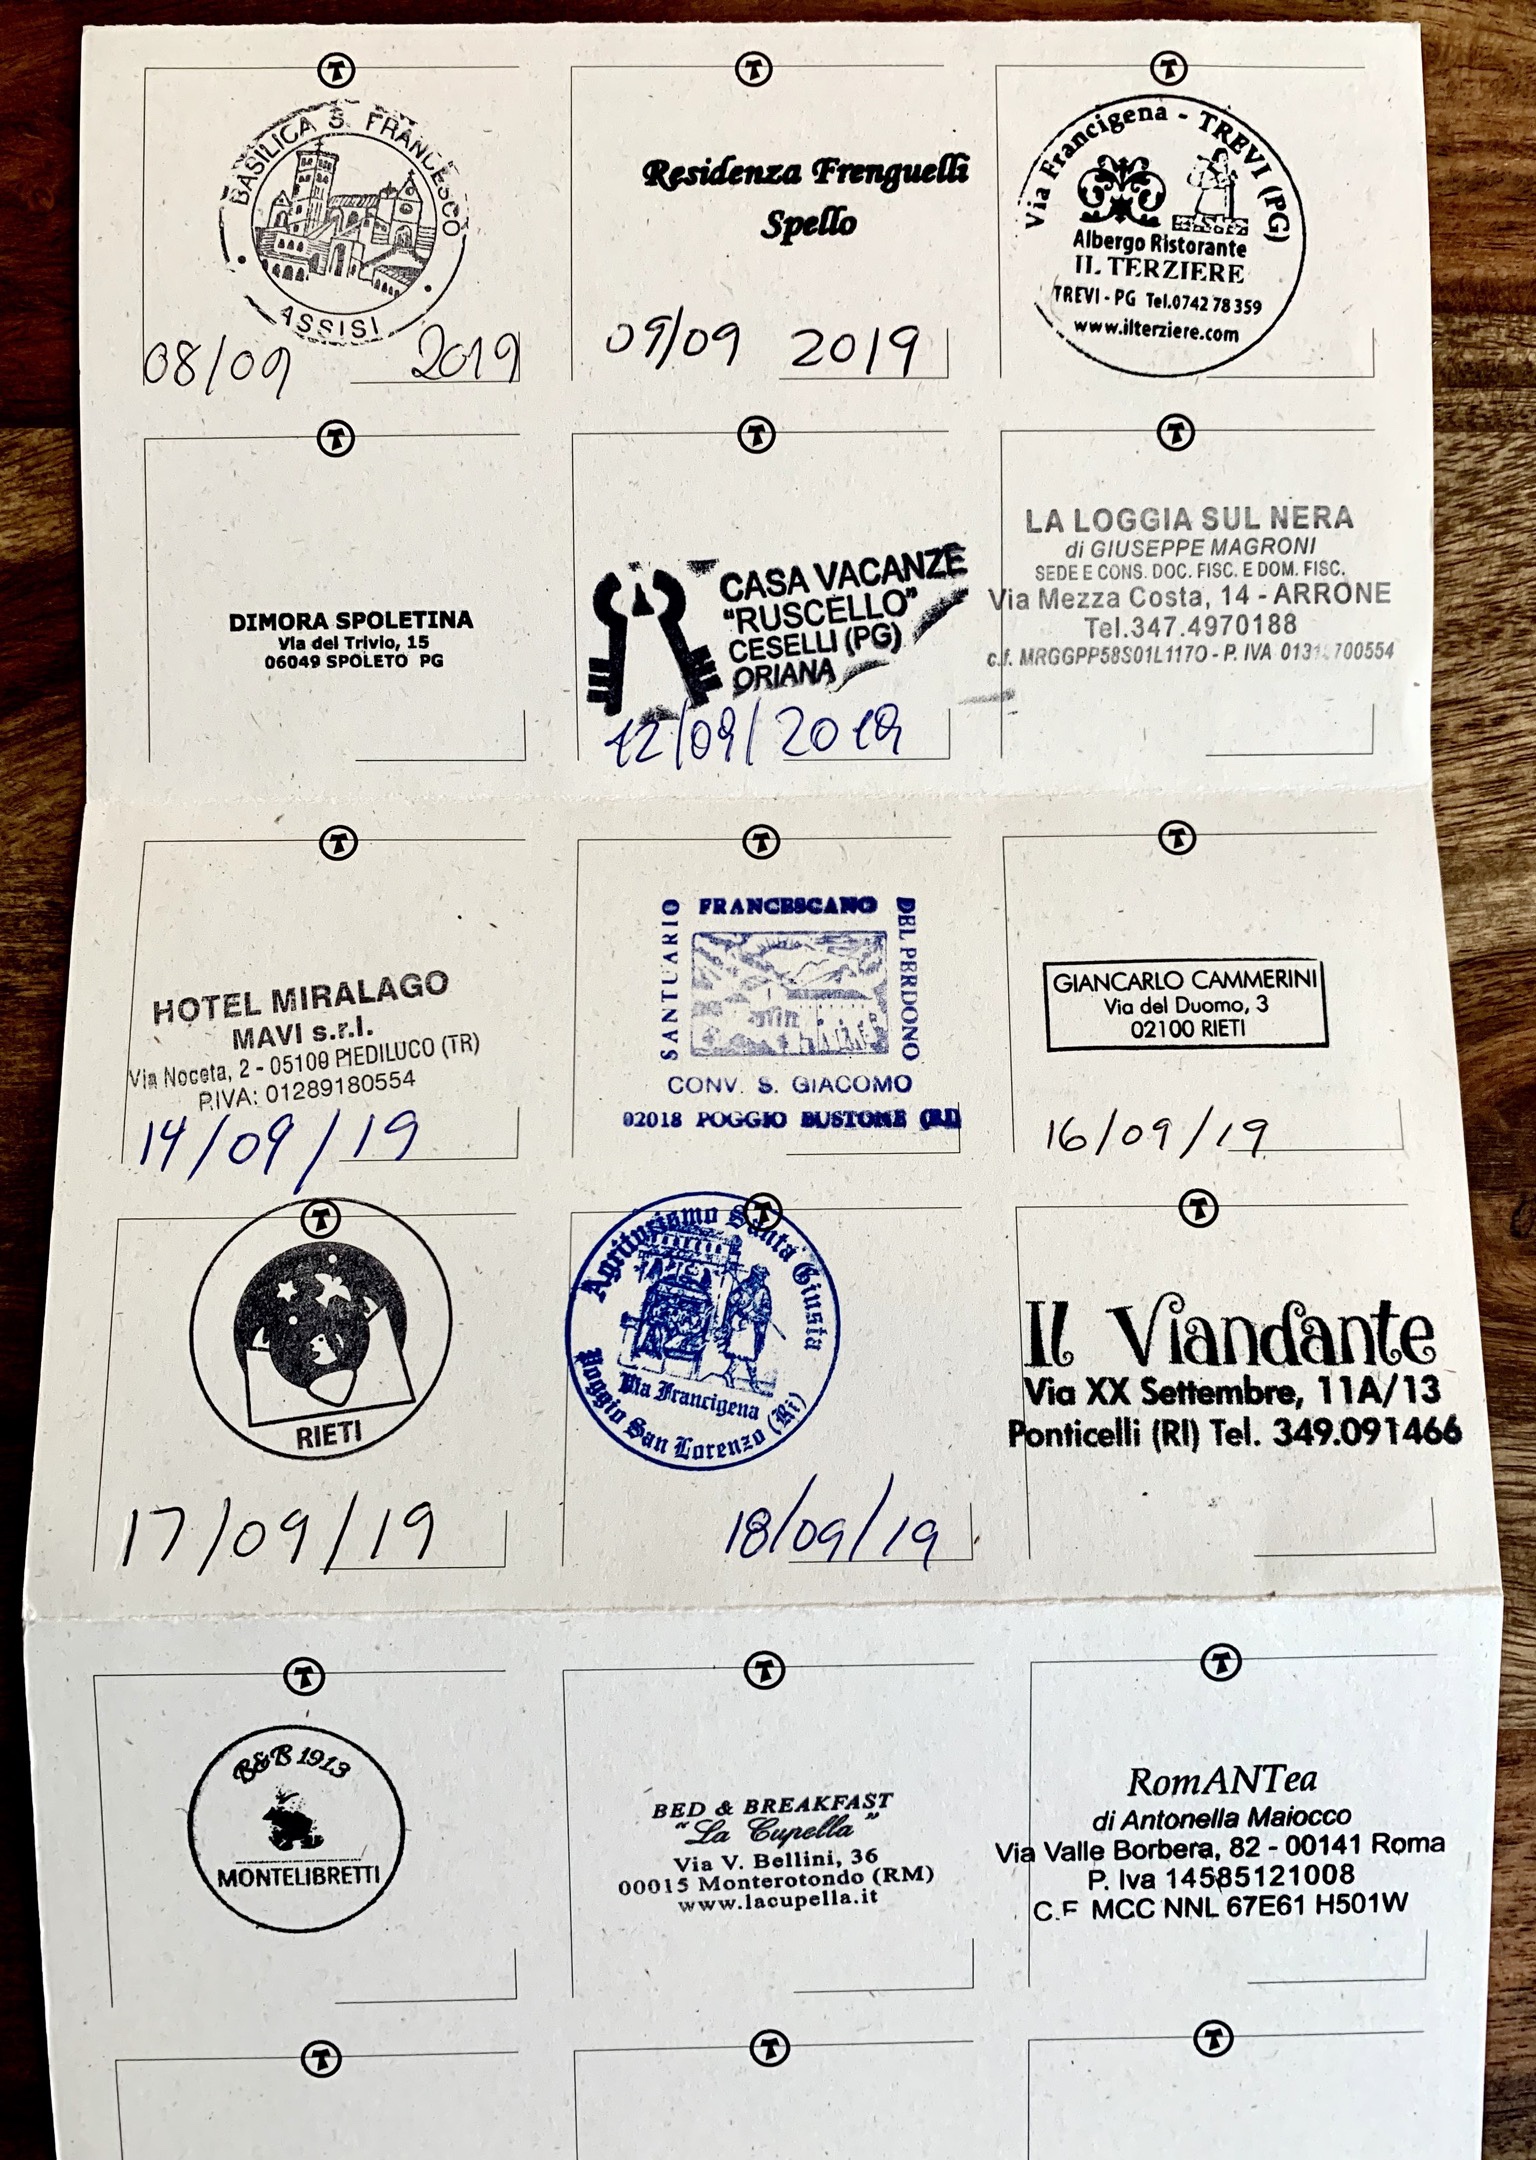 BASILICA S. FRANCESCO
ASSISI
08/09 2019
Residenza Frenguelli
Spello
09/09 2019
Via Francigena - TREVI (PG)
Albergo Ristorante
IL TERZIERE
TREVI - PG Tel.0742 78 359
www.ilterziere.com
DIMORA SPOLETINA
Via del Trivio, 15
06049 SPOLETO PG
CASA VACANZE
"RUSCELLO"
CESELLI (PG)
ORIANA
12/09/2019
LA LOGGIA SUL NERA
di GIUSEPPE MAGRONI
SEDE E CONS. DOC. FISC. E DOM. FISC.
Via Mezza Costa, 14 - ARRONE
Tel.347.4970188
c.f. MRGGPP58S01L117O - P. IVA
HOTEL MIRALAGO
MAVI s.r.l.
Via Noceta, 2 - 05100 PIEDILUCO (TR)
P.IVA: 01289180554
14/09/19
SANTUARIO
FRANCESCANO
DEL PERDONO
CONV. S. GIACOMO
02018 POGGIO BUSTONE (RI)
GIANCARLO CAMMERINI
Via del Duomo, 3
02100 RIETI
16/09/19
RIETI
17/09/19
Agriturismo Santa Giusta
Via Francigena
Poggio San Lorenzo (Ri)
18/09/19
Il Viandante
Via XX Settembre, 11A/13
Ponticelli (RI) Tel. 349.091466
B&B 1913
MONTELIBRETTI
BED & BREAKFAST
"La Cupella"
Via V. Bellini, 36
00015 Monterotondo (RM)
www.lacupella.it
RomANTea
di Antonella Maiocco
Via Valle Borbera, 82 - 00141 Roma
P. Iva 14585121008
C.F MCC NNL 67E61 H501W